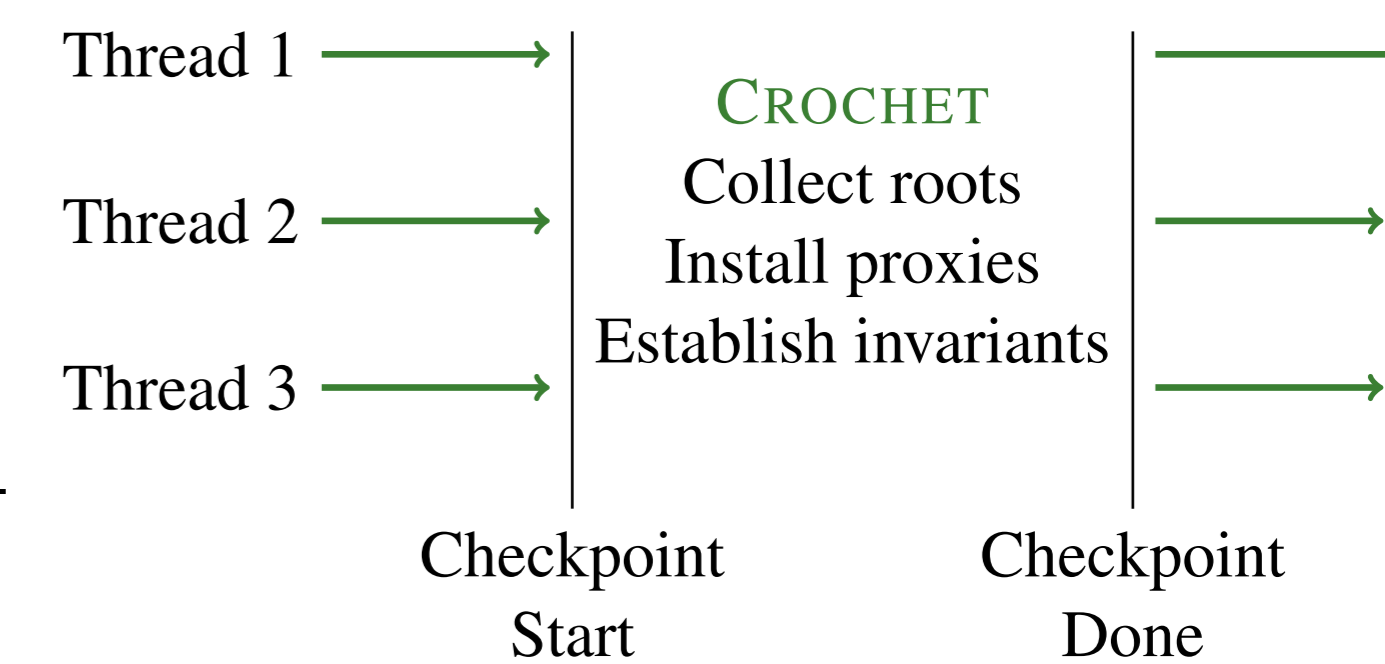 Thread 1
CROCHET
Collect roots
Thread 2
Install proxies
Establish invariants
Thread 3
Checkpoint
Start
Checkpoint
Done